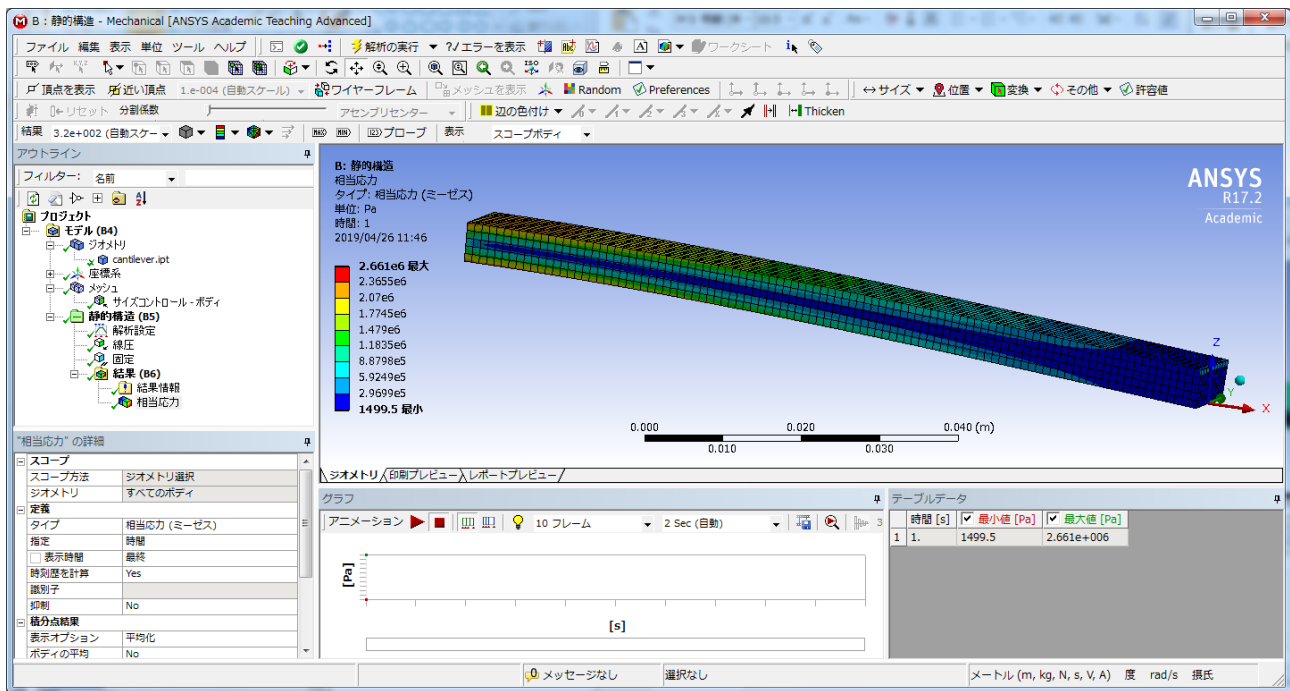 B : 静的構造 - Mechanical [ANSYS Academic Teaching Advanced]
ファイル 編集 表示 単位 ツール ヘルプ 解析の実行 ?✓エラーを表示 ワークシート
頂点を表示 近い頂点 1.e-004 (自動スケール) ワイヤーフレーム メッシュを表示 Random Preferences サイズ 位置 変換 その他 許容値
リセット 分割係数 アセンブリセンター 辺の色付け Thicken
結果 3.2e+002 (自動スケー MAX MIN プローブ 表示 スコープボディ
アウトライン
フィルター: 名前
プロジェクト
モデル (B4)
ジオメトリ
cantilever.ipt
座標系
メッシュ
サイズコントロール - ボディ
静的構造 (B5)
解析設定
線圧
固定
結果 (B6)
結果情報
相当応力
B: 静的構造
相当応力
タイプ: 相当応力 (ミーゼス)
単位: Pa
時間: 1
2019/04/26 11:46
2.661e6 最大
2.3655e6
2.07e6
1.7745e6
1.479e6
1.1835e6
8.8798e5
5.9249e5
2.9699e5
1499.5 最小
ANSYS
R17.2
Academic
Z
Y
X
0.000 0.020 0.040 (m)
0.010 0.030
ジオメトリ 印刷プレビュー レポートプレビュー
"相当応力" の詳細
スコープ
スコープ方法 ジオメトリ選択
ジオメトリ すべてのボディ
定義
タイプ 相当応力 (ミーゼス)
指定 時間
表示時間 最終
時刻歴を計算 Yes
識別子
抑制 No
積分点結果
表示オプション 平均化
ボディの平均 No
グラフ
アニメーション 10 フレーム 2 Sec (自動) 3
[Pa]
[s]
テーブルデータ
時間 [s] 最小値 [Pa] 最大値 [Pa]
1 1. 1499.5 2.661e+006
メッセージなし 選択なし メートル (m, kg, N, s, V, A) 度 rad/s 摂氏